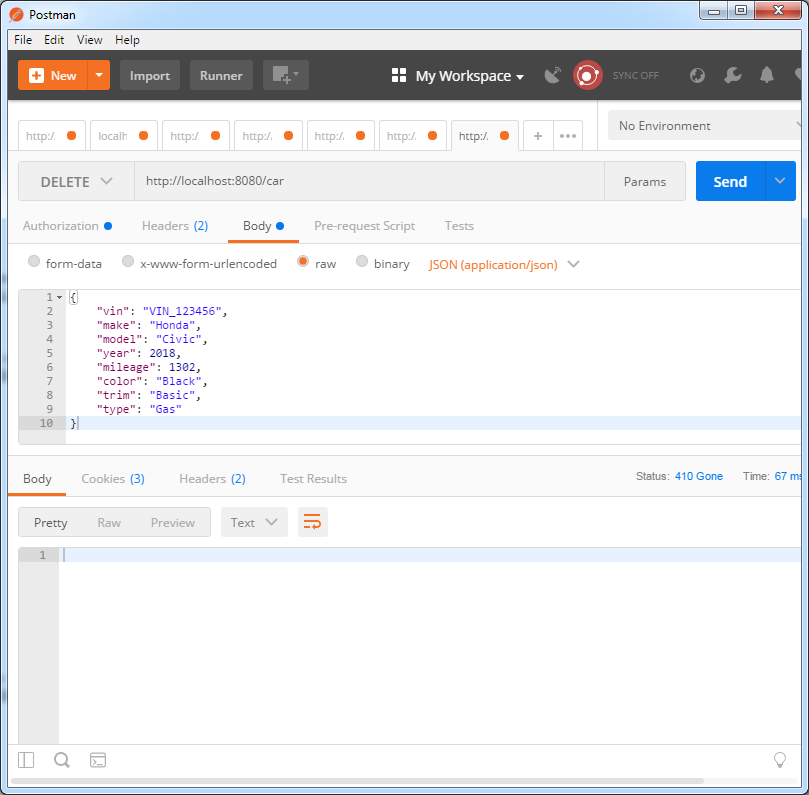 Postman
File Edit View Help
New Import Runner My Workspace SYNC OFF
http:/. localh http:/. http:/. http:/. http:/. http:/. + ••• No Environment
DELETE http://localhost:8080/car Params Send
Authorization Headers (2) Body Pre-request Script Tests
form-data x-www-form-urlencoded raw binary JSON (application/json)
1 {
2 "vin": "VIN_123456",
3 "make": "Honda",
4 "model": "Civic",
5 "year": 2018,
6 "mileage": 1302,
7 "color": "Black",
8 "trim": "Basic",
9 "type": "Gas"
10 }
Body Cookies (3) Headers (2) Test Results Status: 410 Gone Time: 67 ms
Pretty Raw Preview Text
1